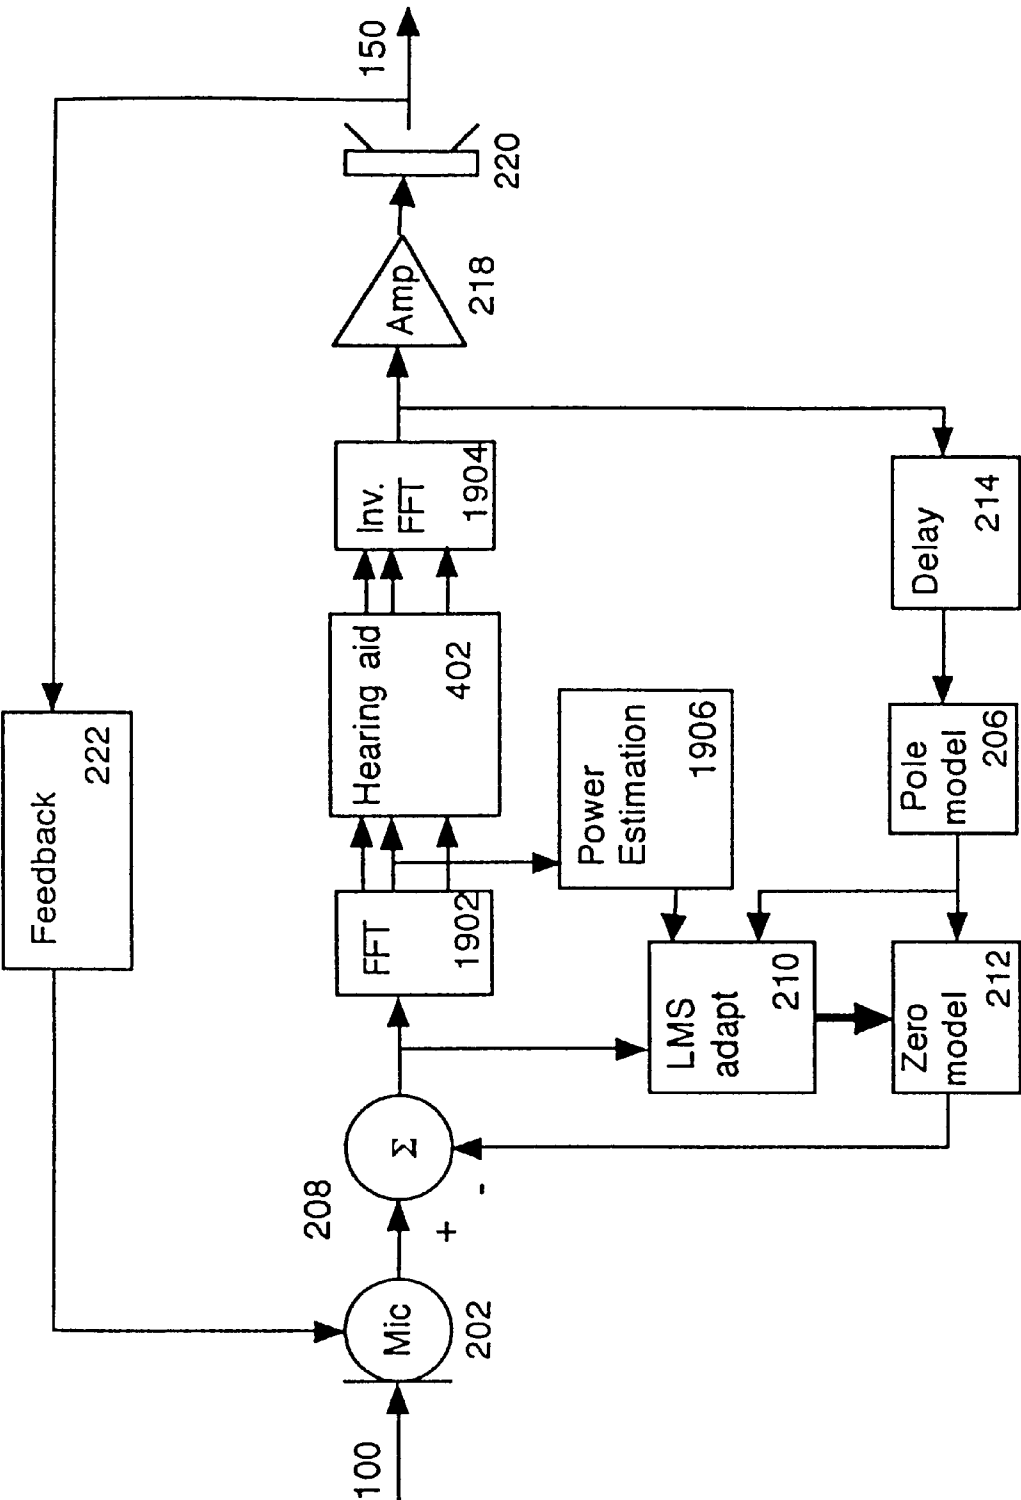 Feedback
222
100
Mic
202
208
+
-
Σ
FFT
1902
Hearing aid
402
Inv.
FFT
1904
Amp
218
220
150
Power
Estimation
1906
LMS
adapt
210
Zero
model
212
Pole
model
206
Delay
214